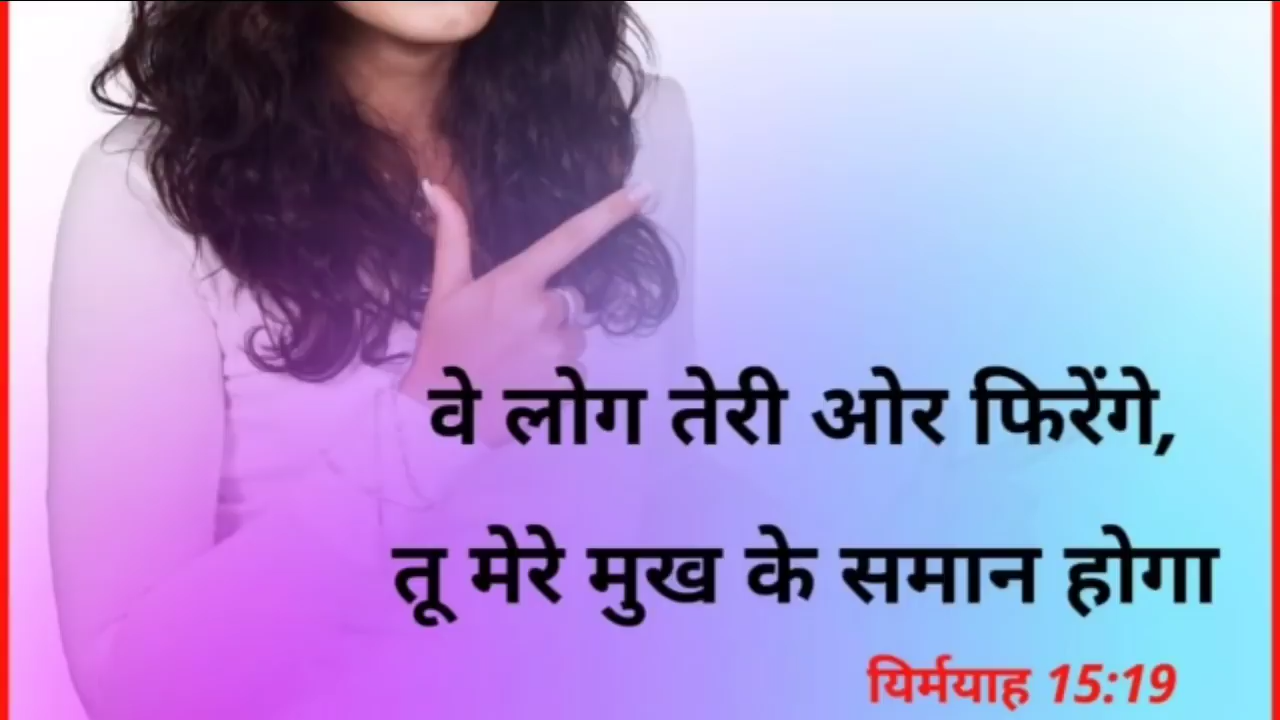 वे लोग तेरी ओर फिरेंगे,
तू मेरे मुख के समान होगा
यिर्मयाह 15:19